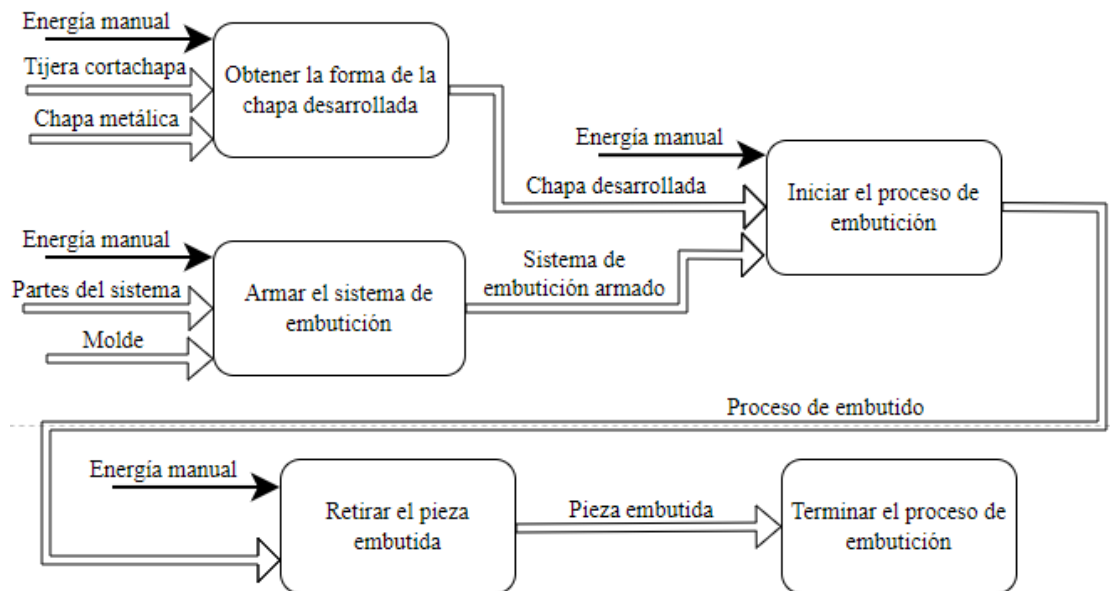 Energía manual
Tijera cortachapa
Chapa metálica
Obtener la forma de la
chapa desarrollada
Energía manual
Chapa desarrollada
Iniciar el proceso de
embutición
Energía manual
Partes del sistema
Molde
Armar el sistema de
embutición
Sistema de
embutición armado
Proceso de embutido
Energía manual
Retirar el pieza
embutida
Pieza embutida
Terminar el proceso de
embutición